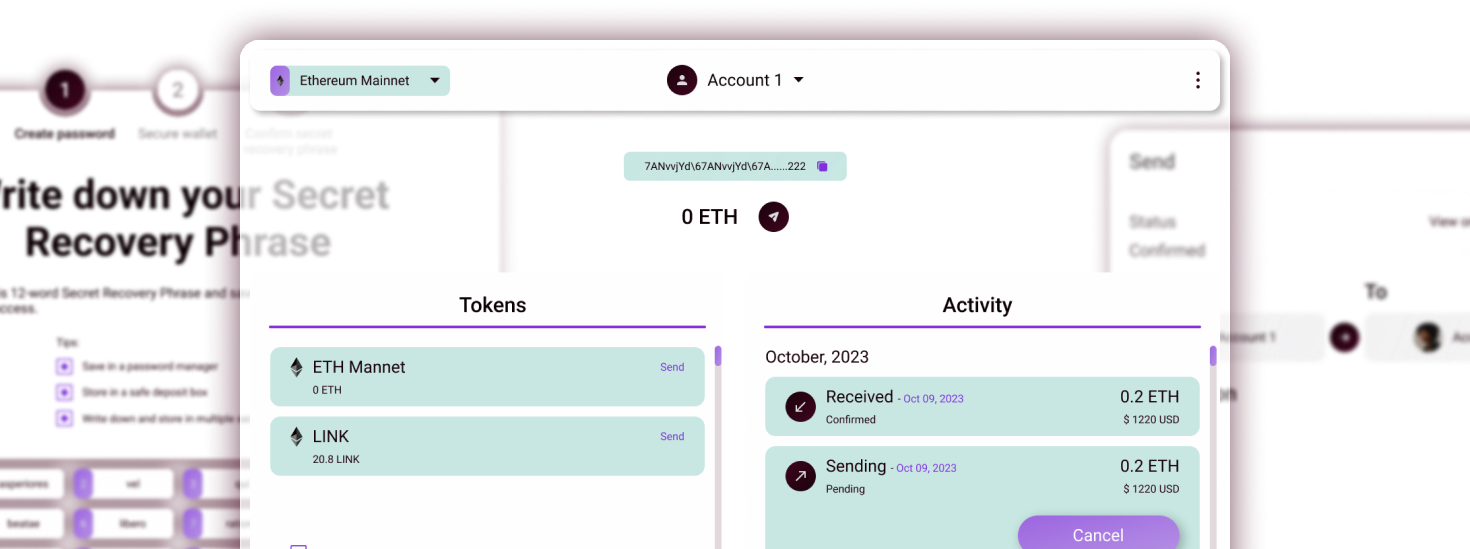 Ethereum Mainnet
Account 1
1
2
Create password
Secure wallet
Confirm secret
recovery phrase
7ANvvjYd\67ANvvjYd\67A......222
0 ETH
rite down your Secret
Recovery Phrase
is 12-word Secret Recovery Phrase and
ccess.
Tips:
Save in a password manager
Store in a safe deposit box
Write down and store in multiple
asperiores
vel
beatae
libero
Tokens
ETH Mannet
0 ETH
Send
LINK
20.8 LINK
Send
Activity
October, 2023
Received - Oct 09, 2023
Confirmed
0.2 ETH
$ 1220 USD
Sending - Oct 09, 2023
Pending
0.2 ETH
$ 1220 USD
Cancel
Send
Status
Confirmed
View on
To
ccount 1